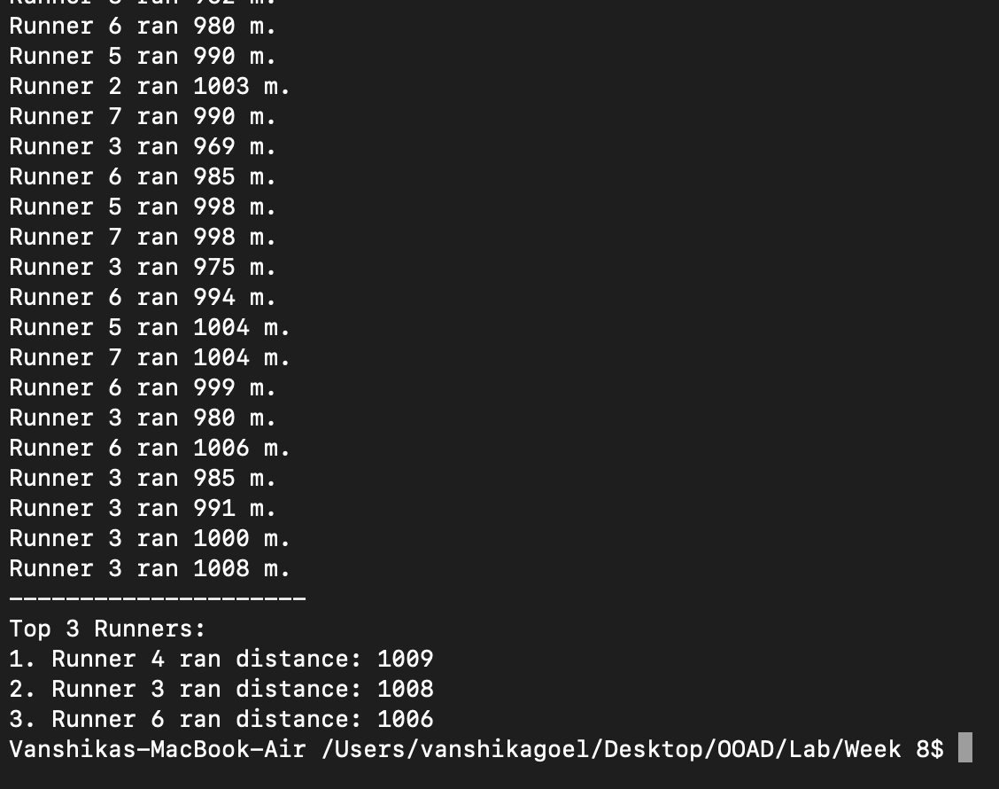 Runner 6 ran 980 m.
Runner 5 ran 990 m.
Runner 2 ran 1003 m.
Runner 7 ran 990 m.
Runner 3 ran 969 m.
Runner 6 ran 985 m.
Runner 5 ran 998 m.
Runner 7 ran 998 m.
Runner 3 ran 975 m.
Runner 6 ran 994 m.
Runner 5 ran 1004 m.
Runner 7 ran 1004 m.
Runner 6 ran 999 m.
Runner 3 ran 980 m.
Runner 6 ran 1006 m.
Runner 3 ran 985 m.
Runner 3 ran 991 m.
Runner 3 ran 1000 m.
Runner 3 ran 1008 m.
---------------------
Top 3 Runners:
1. Runner 4 ran distance: 1009
2. Runner 3 ran distance: 1008
3. Runner 6 ran distance: 1006
Vanshikas-MacBook-Air /Users/vanshikagoel/Desktop/OOAD/Lab/Week 8$